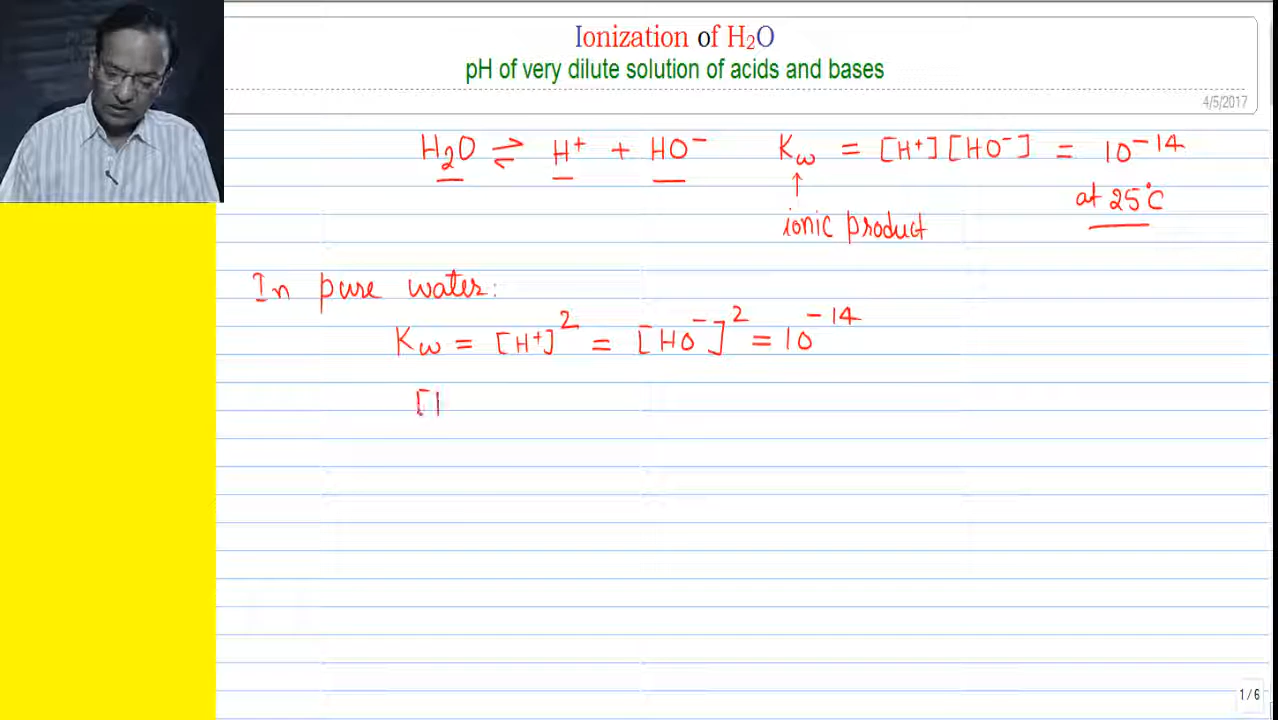 Ionization of H₂O
pH of very dilute solution of acids and bases
4/5/2017
H₂O ⇌ H⁺ + HO⁻ Kw = [H⁺][HO⁻] = 10⁻¹⁴
↑ at 25°C
ionic product
In pure water:
Kw = [H⁺]² = [HO⁻]² = 10⁻¹⁴
[
1/6